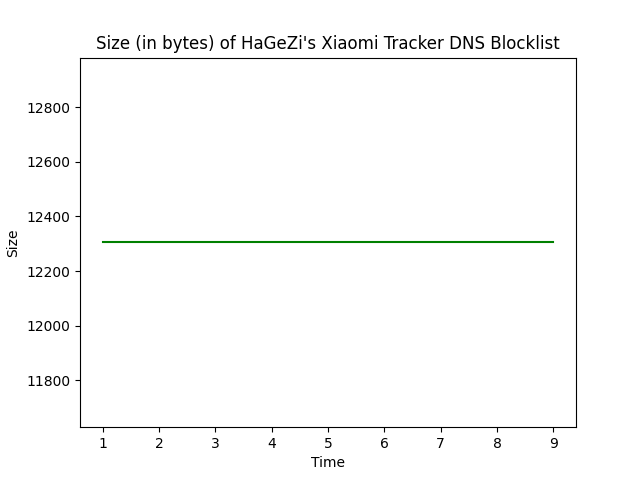 Size (in bytes) of HaGeZi's Xiaomi Tracker DNS Blocklist
12800
12600
12400
12200
12000
11800
Size
1 2 3 4 5 6 7 8 9
Time